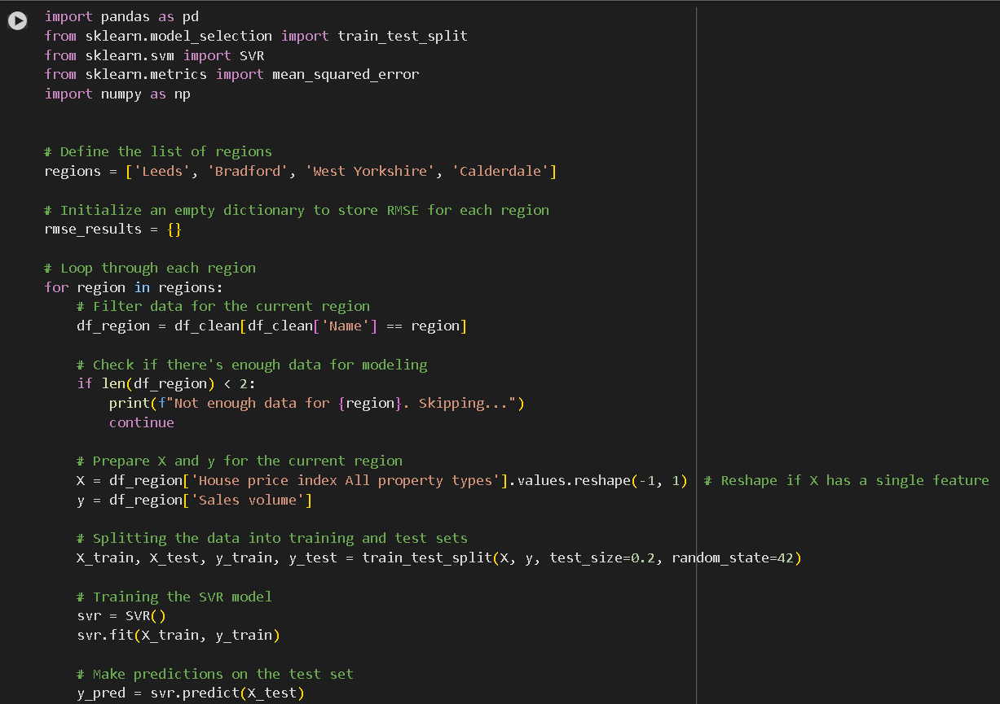 import pandas as pd
from sklearn.model_selection import train_test_split
from sklearn.svm import SVR
from sklearn.metrics import mean_squared_error
import numpy as np
# Define the list of regions
regions = ['Leeds', 'Bradford', 'West Yorkshire', 'Calderdale']
# Initialize an empty dictionary to store RMSE for each region
rmse_results = {}
# Loop through each region
for region in regions:
    # Filter data for the current region
    df_region = df_clean[df_clean['Name'] == region]
    # Check if there's enough data for modeling
    if len(df_region) < 2:
        print(f"Not enough data for {region}. Skipping...")
        continue
    # Prepare X and y for the current region
    X = df_region['House price index All property types'].values.reshape(-1, 1)  # Reshape if X has a single feature
    y = df_region['Sales volume']
    # Splitting the data into training and test sets
    X_train, X_test, y_train, y_test = train_test_split(X, y, test_size=0.2, random_state=42)
    # Training the SVR model
    svr = SVR()
    svr.fit(X_train, y_train)
    # Make predictions on the test set
    y_pred = svr.predict(X_test)